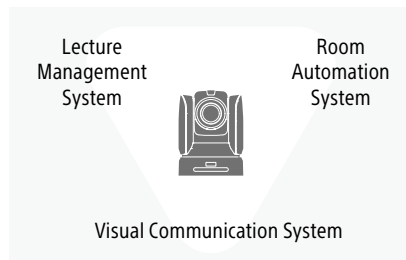 Lecture
Management
System
Room
Automation
System
Visual Communication System